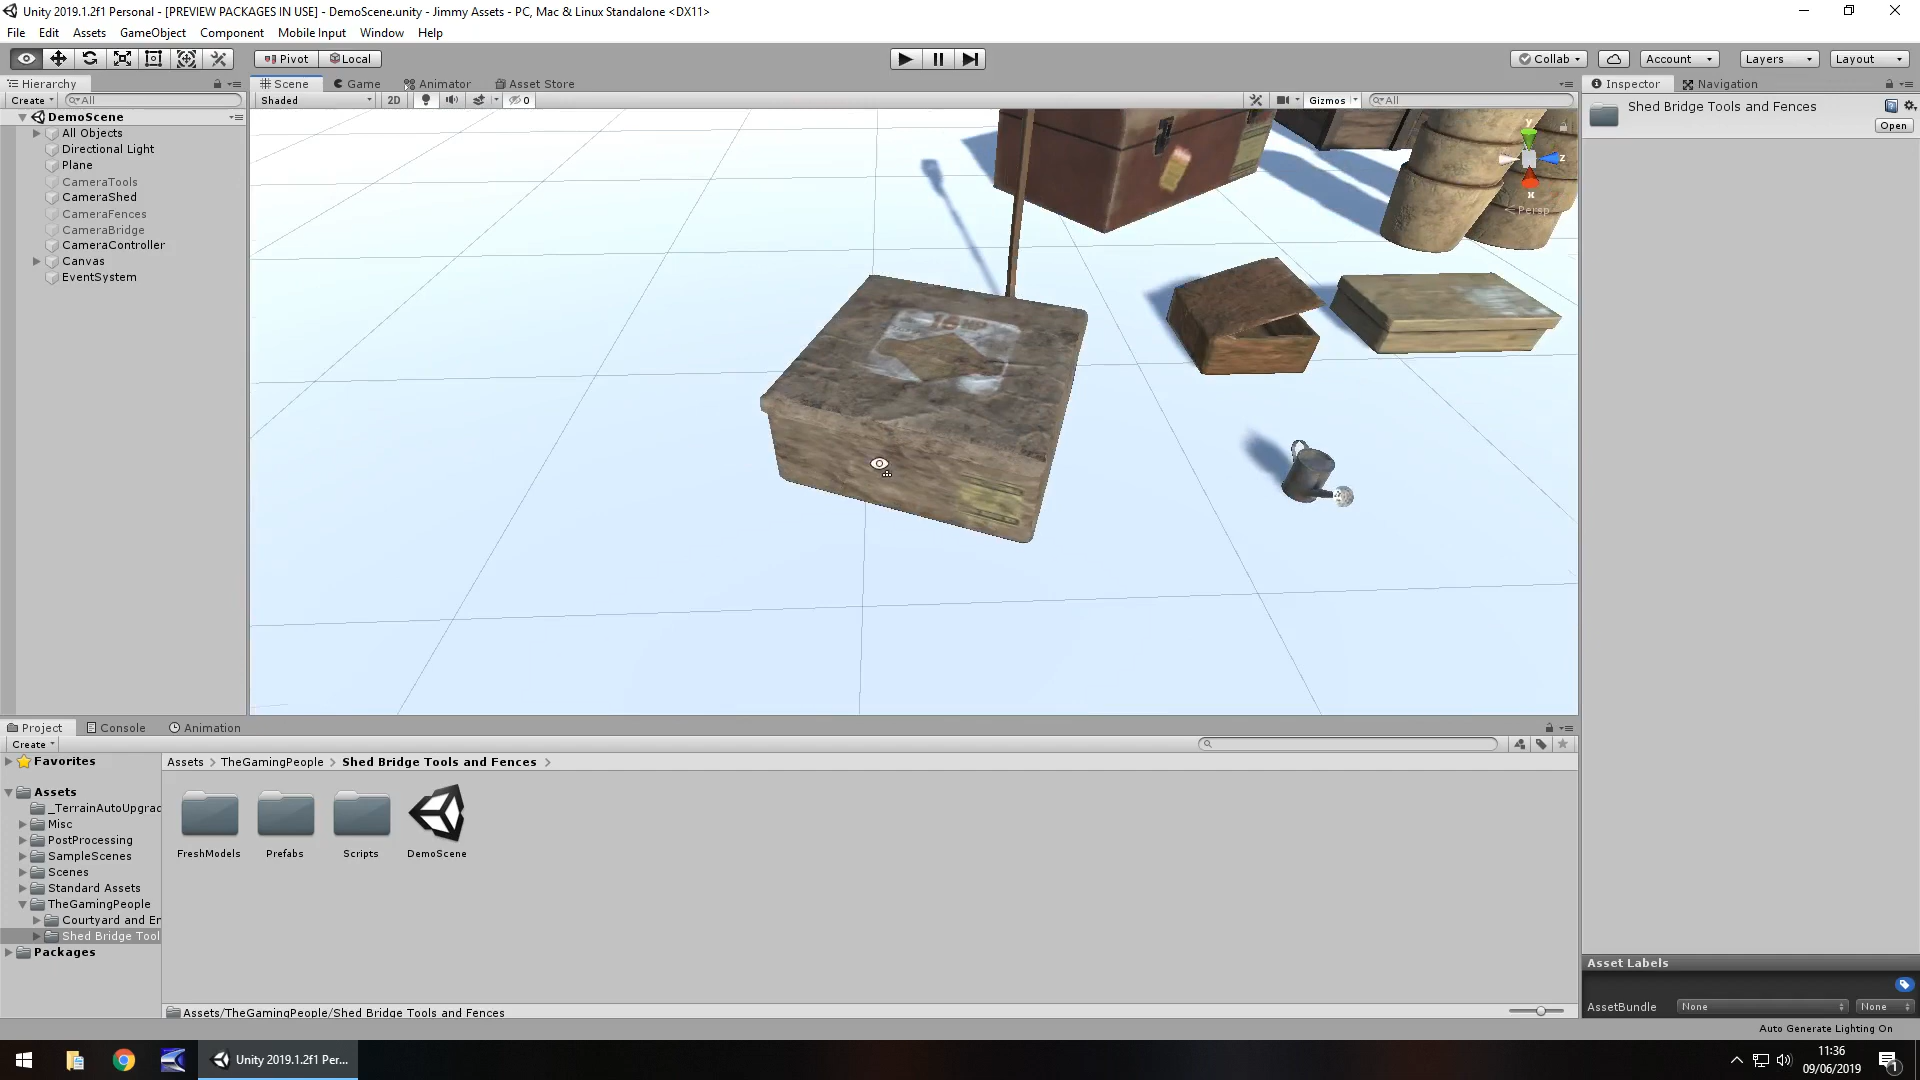 Unity 2019.1.2f1 Personal - [PREVIEW PACKAGES IN USE] - DemoScene.unity - Jimmy Assets - PC, Mac & Linux Standalone <DX11>
File Edit Assets GameObject Component Mobile Input Window Help
Pivot Local Collab Account Layers Layout
Hierarchy Scene Game Animator Asset Store Inspector Navigation
Create All Shaded 2D 0 Gizmos All
Shed Bridge Tools and Fences
Open
DemoScene
All Objects
Directional Light
Plane
CameraTools
CameraShed
CameraFences
CameraBridge
CameraController
Canvas
EventSystem
y
z
x
Persp
Project Console Animation
Create
Favorites
Assets > TheGamingPeople > Shed Bridge Tools and Fences >
Assets
_TerrainAutoUpgrac
Misc
PostProcessing
SampleScenes
Scenes
Standard Assets
TheGamingPeople
Courtyard and Er
Shed Bridge Tool
Packages
FreshModels Prefabs Scripts DemoScene
Assets/TheGamingPeople/Shed Bridge Tools and Fences
Asset Labels
AssetBundle None None
Auto Generate Lighting On
Unity 2019.1.2f1 Per...
11:36
09/06/2019
1